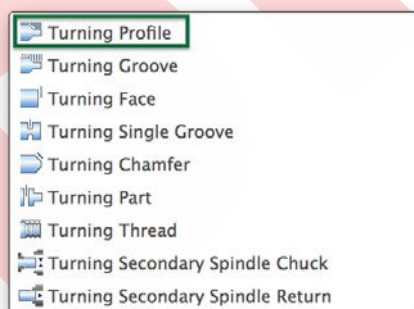 Turning Profile
Turning Groove
Turning Face
Turning Single Groove
Turning Chamfer
Turning Part
Turning Thread
Turning Secondary Spindle Chuck
Turning Secondary Spindle Return